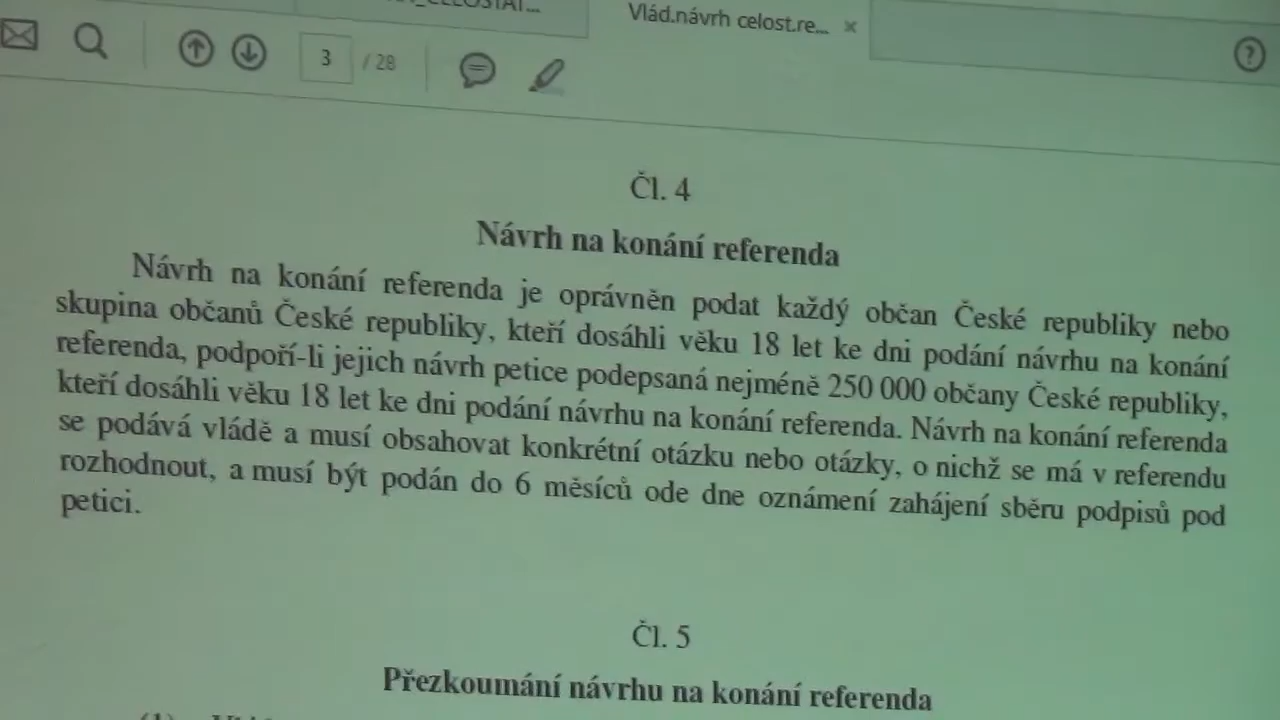 Vlád.návrh celost.re... ×
3 / 28
Čl. 4
Návrh na konání referenda
Návrh na konání referenda je oprávněn podat každý občan České republiky nebo
skupina občanů České republiky, kteří dosáhli věku 18 let ke dni podání návrhu na konání
referenda, podpoří-li jejich návrh petice podepsaná nejméně 250 000 občany České republiky,
kteří dosáhli věku 18 let ke dni podání návrhu na konání referenda. Návrh na konání referenda
se podává vládě a musí obsahovat konkrétní otázku nebo otázky, o nichž se má v referendu
rozhodnout, a musí být podán do 6 měsíců ode dne oznámení zahájení sběru podpisů pod
petici.
Čl. 5
Přezkoumání návrhu na konání referenda